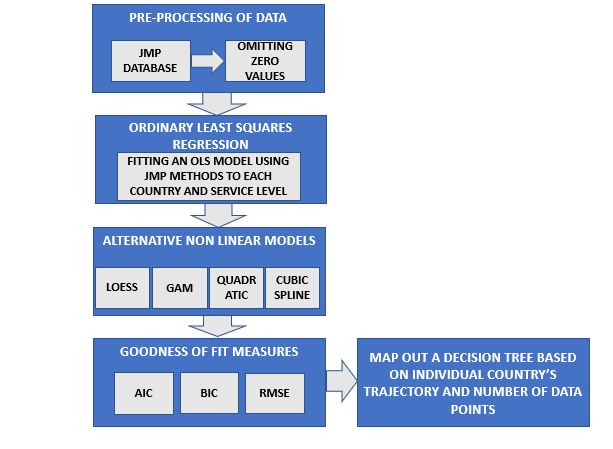 PRE-PROCESSING OF DATA
JMP
DATABASE
OMITTING
ZERO
VALUES
ORDINARY LEAST SQUARES
REGRESSION
FITTING AN OLS MODEL USING
JMP METHODS TO EACH
COUNTRY AND SERVICE LEVEL
ALTERNATIVE NON LINEAR MODELS
LOESS
GAM
QUADR
ATIC
CUBIC
SPLINE
GOODNESS OF FIT MEASURES
AIC
BIC
RMSE
MAP OUT A DECISION TREE BASED
ON INDIVIDUAL COUNTRY’S
TRAJECTORY AND NUMBER OF DATA
POINTS